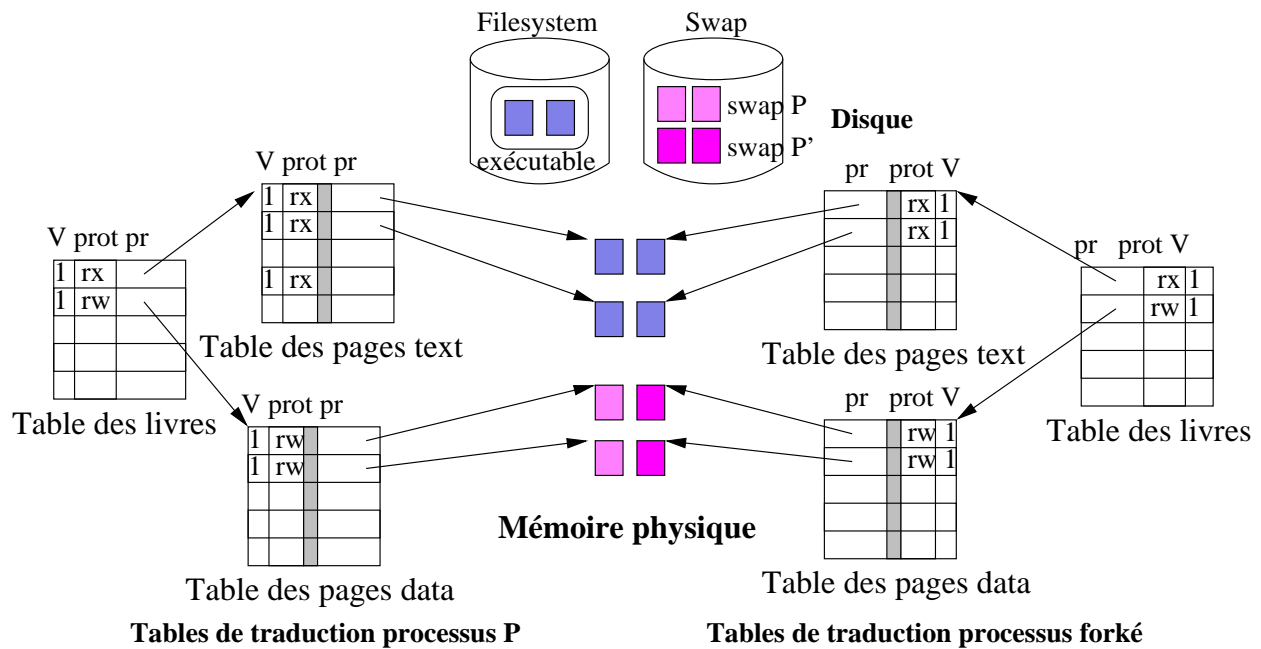 Filesystem
Swap
swap P
swap P'
exécutable
Disque
V prot pr
1 rx
1 rx
1 rx
Table des pages text
V prot pr
1 rx
1 rw
Table des livres
V prot pr
1 rw
1 rw
Table des pages data
Tables de traduction processus P
Mémoire physique
pr prot V
rx 1
rx 1
Table des pages text
pr prot V
rx 1
rw 1
Table des livres
pr prot V
rw 1
rw 1
Table des pages data
Tables de traduction processus forké